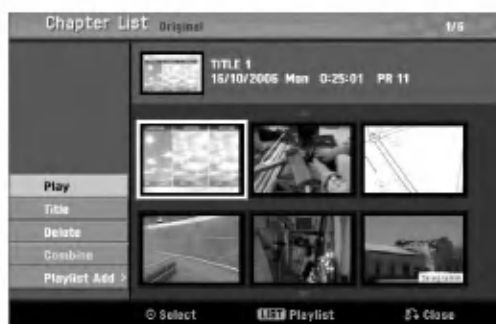 Chapter List Original 1/6
TITLE 1
16/10/2006 Mon 0:25:01 PR 11
Play
Title
Delete
Combine
Playlist Add >
Select LIST Playlist Close